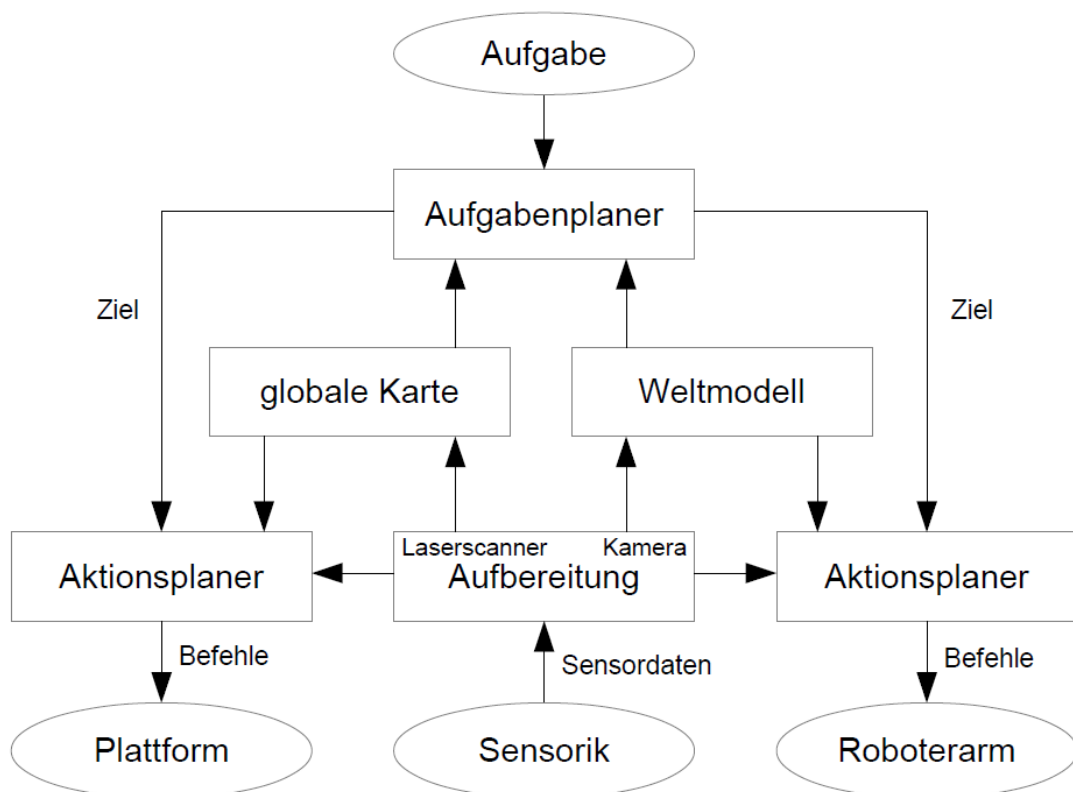 Aufgabe
Aufgabenplaner
Ziel
Ziel
globale Karte
Weltmodell
Laserscanner
Kamera
Aktionsplaner
Aufbereitung
Aktionsplaner
Befehle
Sensordaten
Befehle
Plattform
Sensorik
Roboterarm